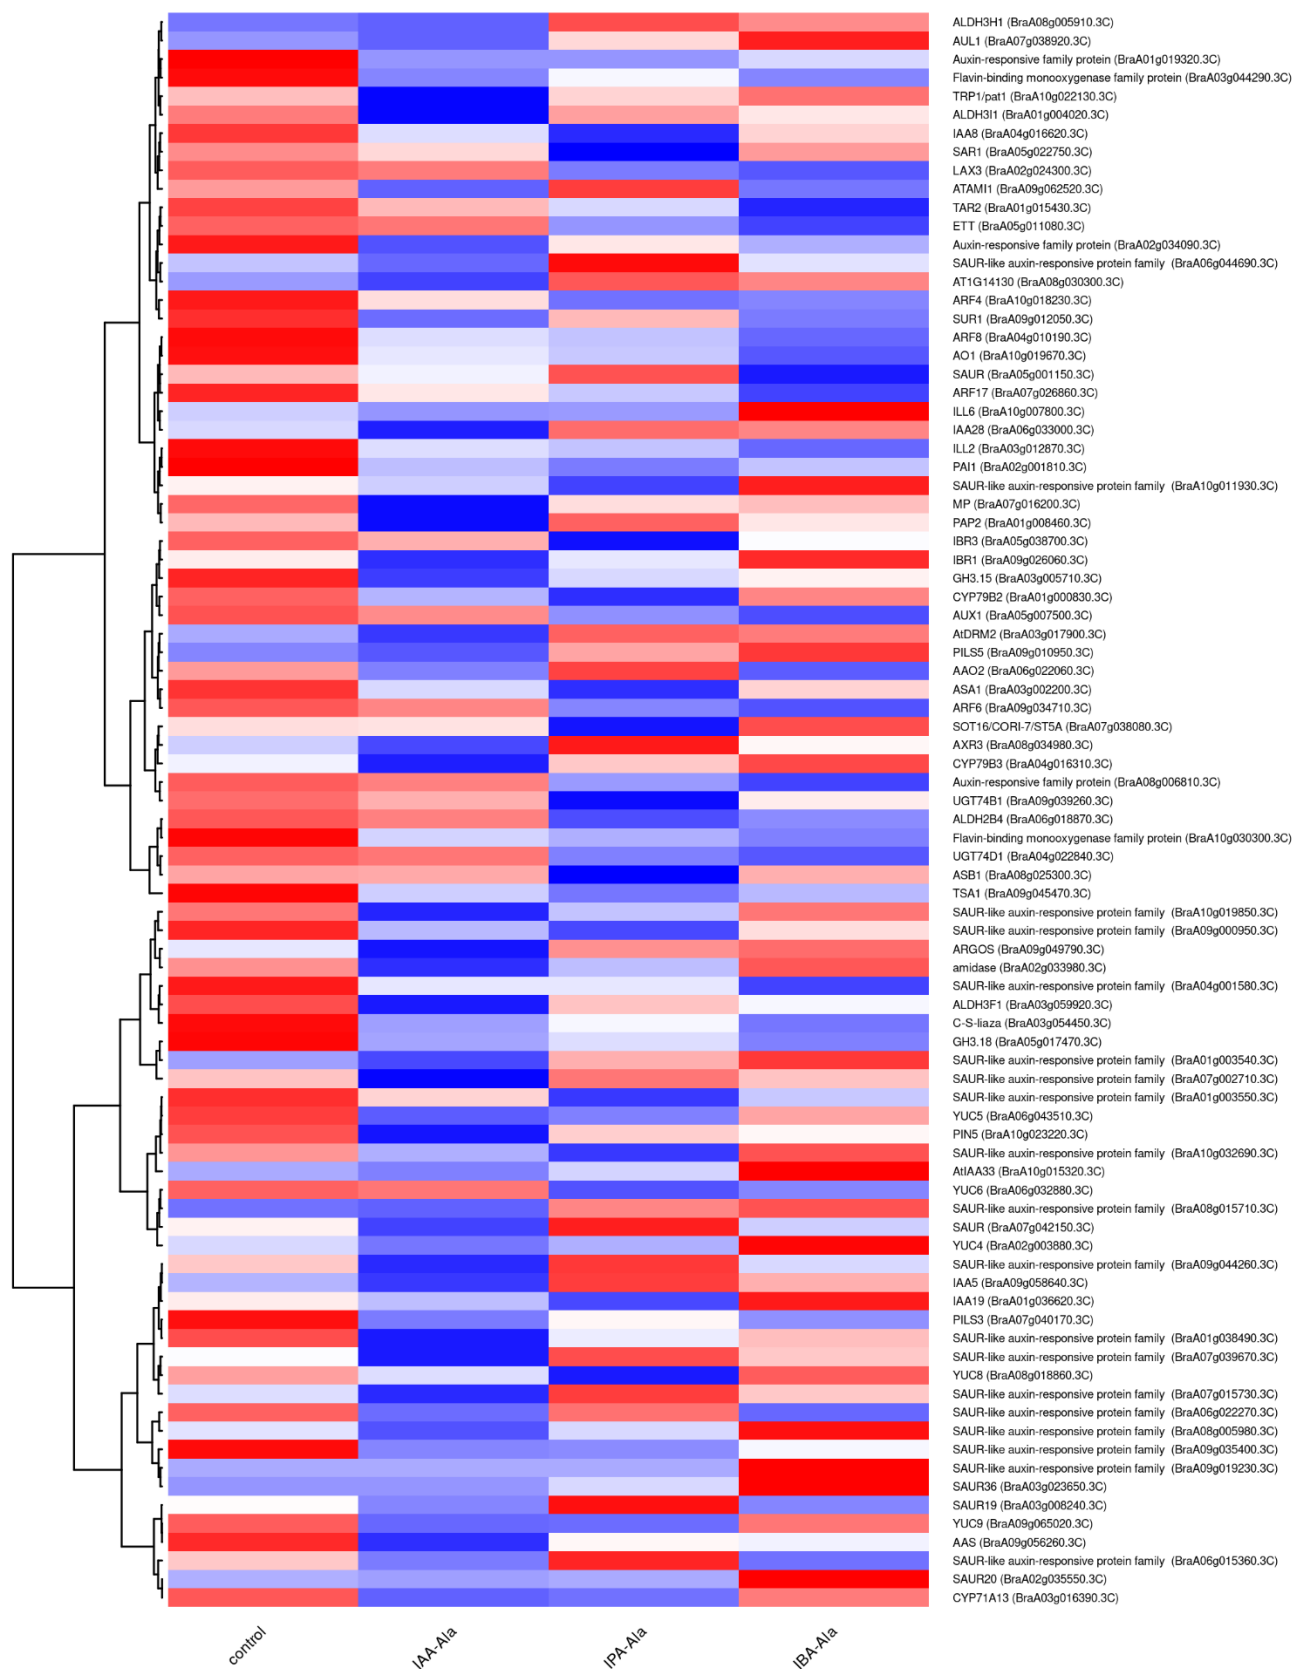 ALDH3H1 (BraA08g005910.3C)
AUL1 (BraA07g038920.3C)
Auxin-responsive family protein (BraA01g019320.3C)
Flavin-binding monooxygenase family protein (BraA03g044290.3C)
TRP1/pat1 (BraA10g022130.3C)
ALDH3I1 (BraA01g004020.3C)
IAA8 (BraA04g016620.3C)
SAR1 (BraA05g022750.3C)
LAX3 (BraA02g024300.3C)
ATAMI1 (BraA09g062520.3C)
TAR2 (BraA01g015430.3C)
ETT (BraA05g011080.3C)
Auxin-responsive family protein (BraA02g034090.3C)
SAUR-like auxin-responsive protein family (BraA06g044690.3C)
AT1G14130 (BraA08g030300.3C)
ARF4 (BraA10g018230.3C)
SUR1 (BraA09g012050.3C)
ARF8 (BraA04g010190.3C)
AO1 (BraA10g019670.3C)
SAUR (BraA05g001150.3C)
ARF17 (BraA07g026860.3C)
ILL6 (BraA10g007800.3C)
IAA28 (BraA06g033000.3C)
ILL2 (BraA03g012870.3C)
PAI1 (BraA02g001810.3C)
SAUR-like auxin-responsive protein family (BraA10g011930.3C)
MP (BraA07g016200.3C)
PAP2 (BraA01g008460.3C)
IBR3 (BraA05g038700.3C)
IBR1 (BraA09g026060.3C)
GH3.15 (BraA03g005710.3C)
CYP79B2 (BraA01g000830.3C)
AUX1 (BraA05g007500.3C)
AtDRM2 (BraA03g017900.3C)
PILS5 (BraA09g010950.3C)
AAO2 (BraA06g022060.3C)
ASA1 (BraA03g002200.3C)
ARF6 (BraA09g034710.3C)
SOT16/CORI-7/ST5A (BraA07g038080.3C)
AXR3 (BraA08g034980.3C)
CYP79B3 (BraA04g016310.3C)
Auxin-responsive family protein (BraA08g006810.3C)
UGT74B1 (BraA09g039260.3C)
ALDH2B4 (BraA06g018870.3C)
Flavin-binding monooxygenase family protein (BraA10g030300.3C)
UGT74D1 (BraA04g022840.3C)
ASB1 (BraA08g025300.3C)
TSA1 (BraA09g045470.3C)
SAUR-like auxin-responsive protein family (BraA10g019850.3C)
SAUR-like auxin-responsive protein family (BraA09g000950.3C)
ARGOS (BraA09g049790.3C)
amidase (BraA02g033980.3C)
SAUR-like auxin-responsive protein family (BraA04g001580.3C)
ALDH3F1 (BraA03g059920.3C)
C-S-liaza (BraA03g054450.3C)
GH3.18 (BraA05g017470.3C)
SAUR-like auxin-responsive protein family (BraA01g003540.3C)
SAUR-like auxin-responsive protein family (BraA07g002710.3C)
SAUR-like auxin-responsive protein family (BraA01g003550.3C)
YUC5 (BraA06g043510.3C)
PIN5 (BraA10g023220.3C)
SAUR-like auxin-responsive protein family (BraA10g032690.3C)
AtIAA33 (BraA10g015320.3C)
YUC6 (BraA06g032880.3C)
SAUR-like auxin-responsive protein family (BraA08g015710.3C)
SAUR (BraA07g042150.3C)
YUC4 (BraA02g003880.3C)
SAUR-like auxin-responsive protein family (BraA09g044260.3C)
IAA5 (BraA09g058640.3C)
IAA19 (BraA01g036620.3C)
PILS3 (BraA07g040170.3C)
SAUR-like auxin-responsive protein family (BraA01g038490.3C)
SAUR-like auxin-responsive protein family (BraA07g039670.3C)
YUC8 (BraA08g018860.3C)
SAUR-like auxin-responsive protein family (BraA07g015730.3C)
SAUR-like auxin-responsive protein family (BraA06g022270.3C)
SAUR-like auxin-responsive protein family (BraA08g005980.3C)
SAUR-like auxin-responsive protein family (BraA09g035400.3C)
SAUR-like auxin-responsive protein family (BraA09g019230.3C)
SAUR36 (BraA03g023650.3C)
SAUR19 (BraA03g008240.3C)
YUC9 (BraA09g065020.3C)
AAS (BraA09g056260.3C)
SAUR-like auxin-responsive protein family (BraA06g015360.3C)
SAUR20 (BraA02g035550.3C)
CYP71A13 (BraA03g016390.3C)
control IAA-Ala IPA-Ala IBA-Ala